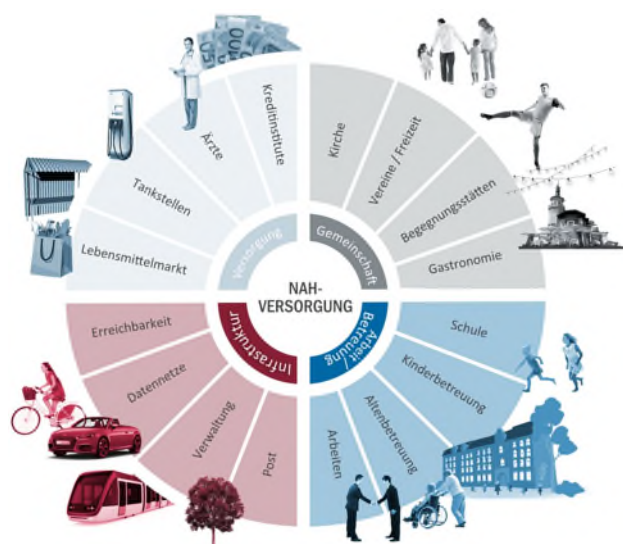 Kreditinstitute
Ärzte
Tankstellen
Lebensmittelmarkt
Versorgung
Kirche
Vereine / Freizeit
Begegnungsstätten
Gastronomie
Gemeinschaft
NAH-
VERSORGUNG
Erreichbarkeit
Datennetze
Verwaltung
Post
Infrastruktur
Schule
Kinderbetreuung
Altenbetreuung
Arbeiten
Arbeit /
Betreuung